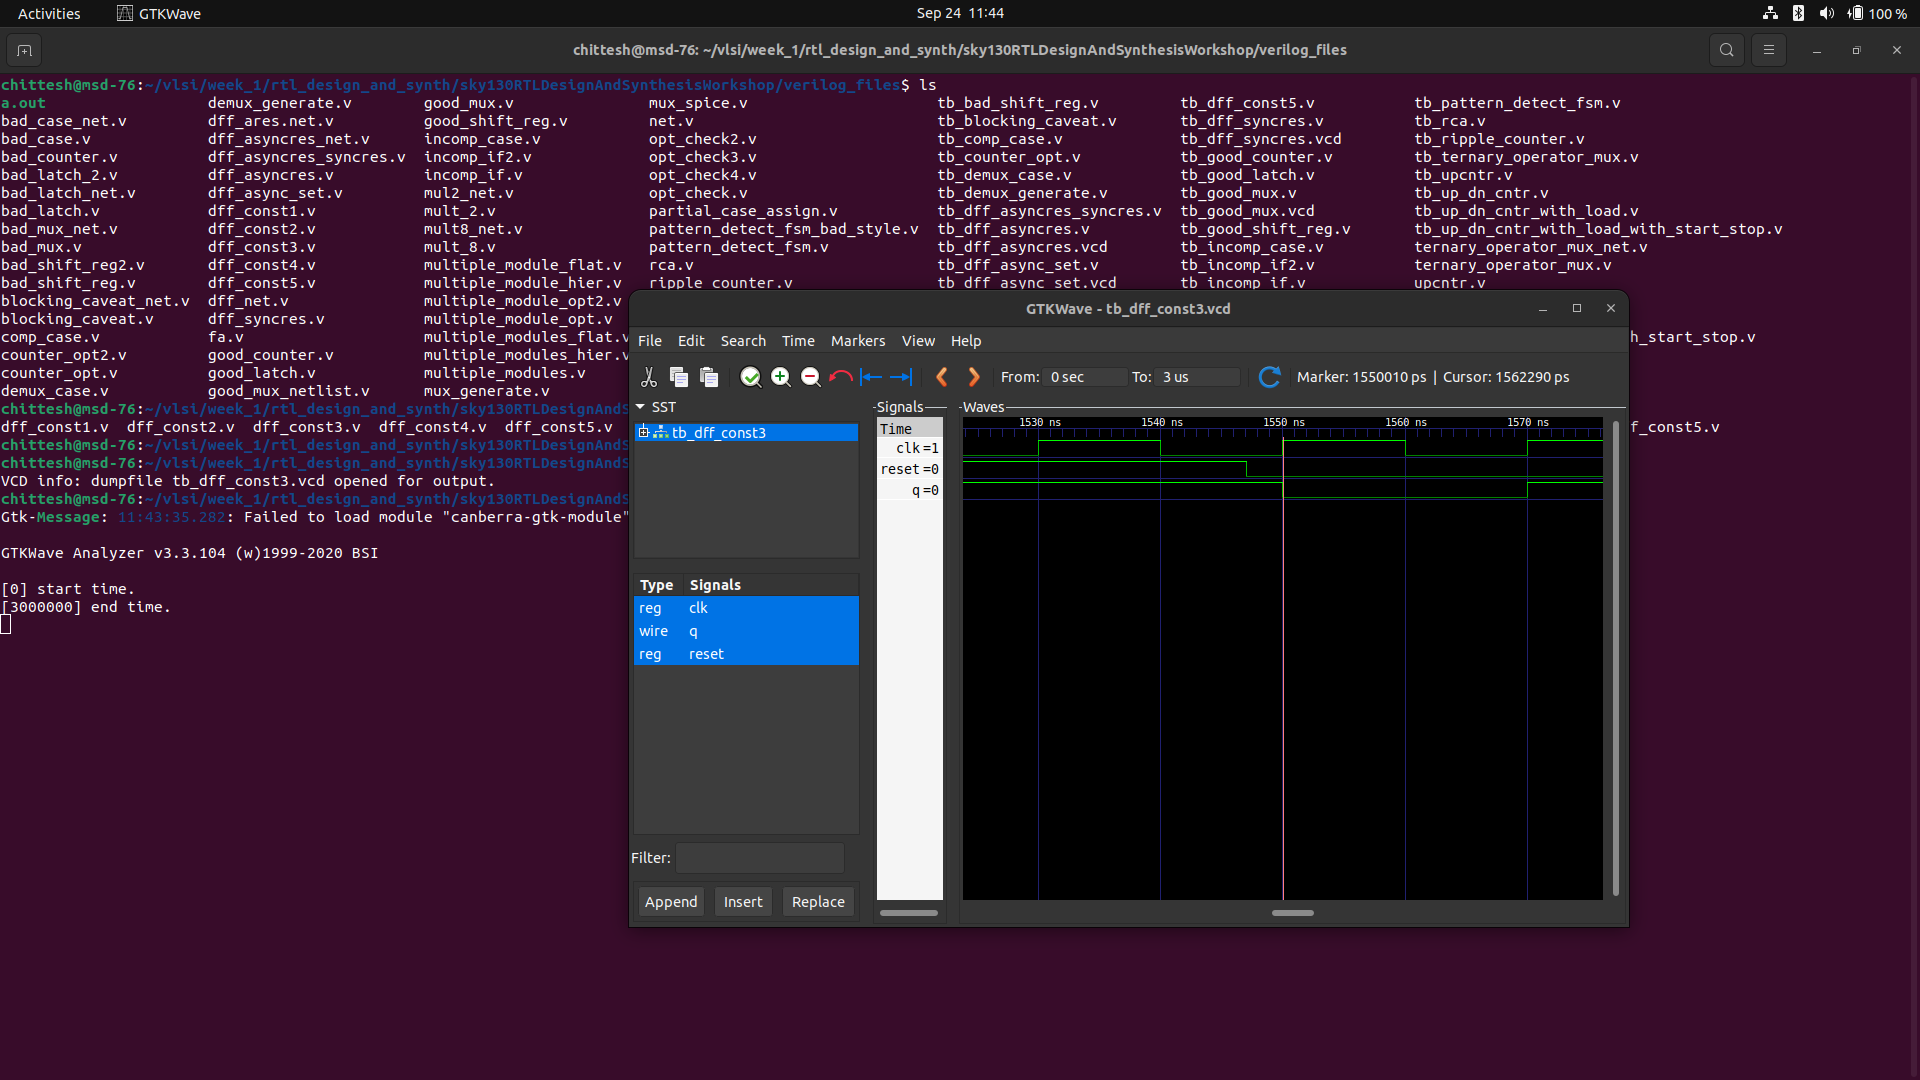 Activities GTKWave Sep 24 11:44 100 %
chittesh@msd-76: ~/vlsi/week_1/rtl_design_and_synth/sky130RTLDesignAndSynthesisWorkshop/verilog_files
chittesh@msd-76:~/vlsi/week_1/rtl_design_and_synth/sky130RTLDesignAndSynthesisWorkshop/verilog_files$ ls
a.out demux_generate.v good_mux.v mux_spice.v tb_bad_shift_reg.v tb_dff_const5.v tb_pattern_detect_fsm.v
bad_case_net.v dff_ares.net.v good_shift_reg.v net.v tb_blocking_caveat.v tb_dff_syncres.v tb_rca.v
bad_case.v dff_asyncres_net.v incomp_case.v opt_check2.v tb_comp_case.v tb_dff_syncres.vcd tb_ripple_counter.v
bad_counter.v dff_asyncres_syncres.v incomp_if2.v opt_check3.v tb_counter_opt.v tb_good_counter.v tb_ternary_operator_mux.v
bad_latch_2.v dff_asyncres.v incomp_if.v opt_check4.v tb_demux_case.v tb_good_latch.v tb_upcntr.v
bad_latch_net.v dff_async_set.v mul2_net.v opt_check.v tb_demux_generate.v tb_good_mux.v tb_up_dn_cntr.v
bad_latch.v dff_const1.v mult_2.v partial_case_assign.v tb_dff_asyncres_syncres.v tb_good_mux.vcd tb_up_dn_cntr_with_load.v
bad_mux_net.v dff_const2.v mult8_net.v pattern_detect_fsm_bad_style.v tb_dff_asyncres.v tb_good_shift_reg.v tb_up_dn_cntr_with_load_with_start_stop.v
bad_mux.v dff_const3.v mult_8.v pattern_detect_fsm.v tb_dff_asyncres.vcd tb_incomp_case.v ternary_operator_mux_net.v
bad_shift_reg2.v dff_const4.v multiple_module_flat.v rca.v tb_dff_async_set.v tb_incomp_if2.v ternary_operator_mux.v
bad_shift_reg.v dff_const5.v multiple_module_hier.v ripple_counter.v tb_dff_async_set.vcd tb_incomp_if.v upcntr.v
blocking_caveat_net.v dff_net.v multiple_module_opt2.v
blocking_caveat.v dff_syncres.v multiple_module_opt.v
comp_case.v fa.v multiple_modules_flat.v h_start_stop.v
counter_opt2.v good_counter.v multiple_modules_hier.v
counter_opt.v good_latch.v multiple_modules.v
demux_case.v good_mux_netlist.v mux_generate.v
chittesh@msd-76:~/vlsi/week_1/rtl_design_and_synth/sky130RTLDesignAndS
dff_const1.v dff_const2.v dff_const3.v dff_const4.v dff_const5.v f_const5.v
chittesh@msd-76:~/vlsi/week_1/rtl_design_and_synth/sky130RTLDesignAndS
chittesh@msd-76:~/vlsi/week_1/rtl_design_and_synth/sky130RTLDesignAndS
VCD info: dumpfile tb_dff_const3.vcd opened for output.
chittesh@msd-76:~/vlsi/week_1/rtl_design_and_synth/sky130RTLDesignAndS
Gtk-Message: 11:43:35.282: Failed to load module "canberra-gtk-module"
GTKWave Analyzer v3.3.104 (w)1999-2020 BSI
[0] start time.
[3000000] end time.
GTKWave - tb_dff_const3.vcd
File Edit Search Time Markers View Help
From: 0 sec To: 3 us Marker: 1550010 ps | Cursor: 1562290 ps
SST
tb_dff_const3
Type Signals
reg clk
wire q
reg reset
Filter:
Append Insert Replace
Signals
Time
clk=1
reset=0
q=0
Waves
1530 ns 1540 ns 1550 ns 1560 ns 1570 ns